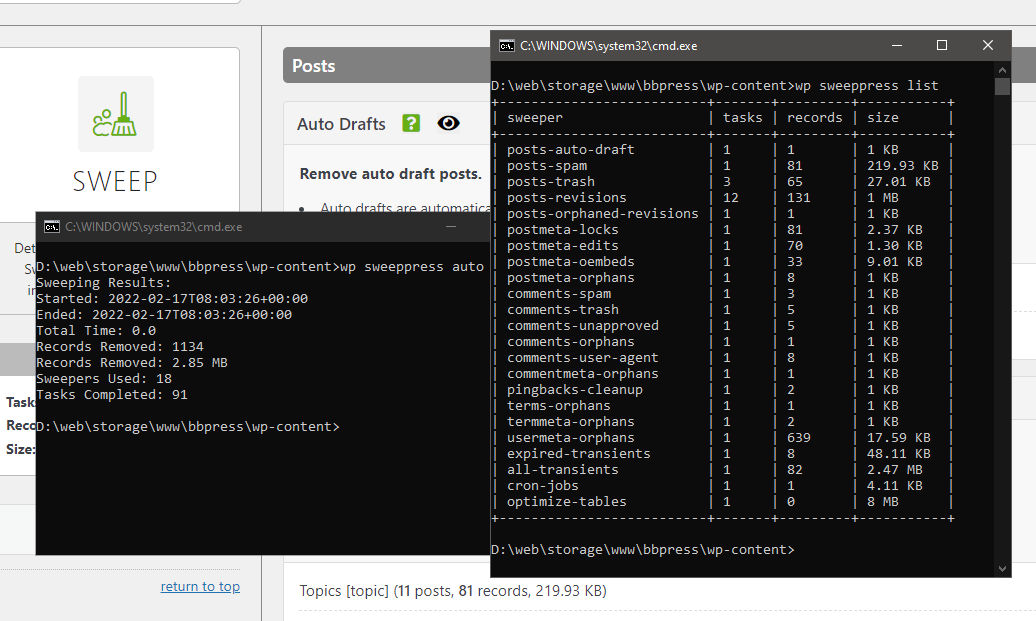 SWEEP
Det
Sw
in
Task
Reco
Size:
return to top
Posts
Auto Drafts ?
Remove auto draft posts.
Auto drafts are automatica
Topics [topic] (11 posts, 81 records, 219.93 KB)
C:\WINDOWS\system32\cmd.exe
D:\web\storage\www\bbpress\wp-content>wp sweeppress auto
Sweeping Results:
Started: 2022-02-17T08:03:26+00:00
Ended: 2022-02-17T08:03:26+00:00
Total Time: 0.0
Records Removed: 1134
Records Removed: 2.85 MB
Sweepers Used: 18
Tasks Completed: 91
D:\web\storage\www\bbpress\wp-content>
C:\WINDOWS\system32\cmd.exe
D:\web\storage\www\bbpress\wp-content>wp sweeppress list
+---------------------------+-------+---------+-----------+
| sweeper | tasks | records | size |
+---------------------------+-------+---------+-----------+
| posts-auto-draft | 1 | 1 | 1 KB |
| posts-spam | 1 | 81 | 219.93 KB |
| posts-trash | 3 | 65 | 27.01 KB |
| posts-revisions | 12 | 131 | 1 MB |
| posts-orphaned-revisions | 1 | 1 | 1 KB |
| postmeta-locks | 1 | 81 | 2.37 KB |
| postmeta-edits | 1 | 70 | 1.30 KB |
| postmeta-oembeds | 1 | 33 | 9.01 KB |
| postmeta-orphans | 1 | 8 | 1 KB |
| comments-spam | 1 | 3 | 1 KB |
| comments-trash | 1 | 5 | 1 KB |
| comments-unapproved | 1 | 5 | 1 KB |
| comments-orphans | 1 | 1 | 1 KB |
| comments-user-agent | 1 | 8 | 1 KB |
| commentmeta-orphans | 1 | 1 | 1 KB |
| pingbacks-cleanup | 1 | 2 | 1 KB |
| terms-orphans | 1 | 1 | 1 KB |
| termmeta-orphans | 1 | 2 | 1 KB |
| usermeta-orphans | 1 | 639 | 17.59 KB |
| expired-transients | 1 | 8 | 48.11 KB |
| all-transients | 1 | 82 | 2.47 MB |
| cron-jobs | 1 | 1 | 4.11 KB |
| optimize-tables | 1 | 0 | 8 MB |
+---------------------------+-------+---------+-----------+
D:\web\storage\www\bbpress\wp-content>